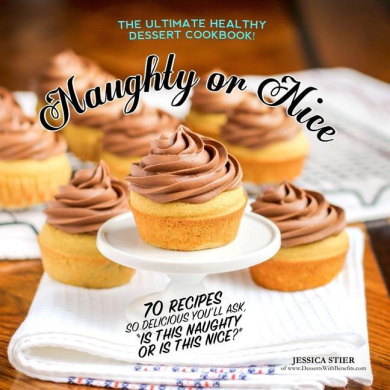 THE ULTIMATE HEALTHY
DESSERT COOKBOOK!
Naughty or Nice
70 RECIPES
SO DELICIOUS YOU'LL ASK,
"IS THIS NAUGHTY
OR IS THIS NICE?"
JESSICA STIER
of www.DessertsWithBenefits.com